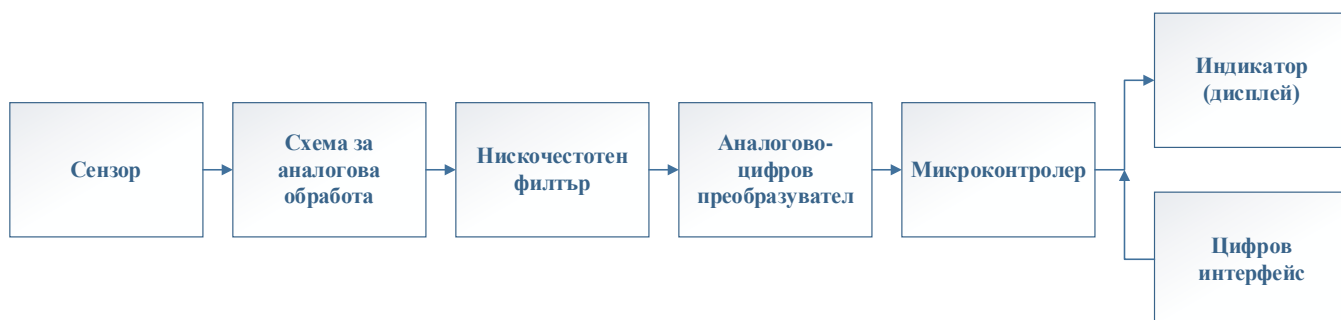 Сензор
Схема за
аналогова
обработа
Нискочестотен
филтър
Аналогово-
цифров
преобразувател
Микроконтролер
Индикатор
(дисплей)
Цифров
интерфейс